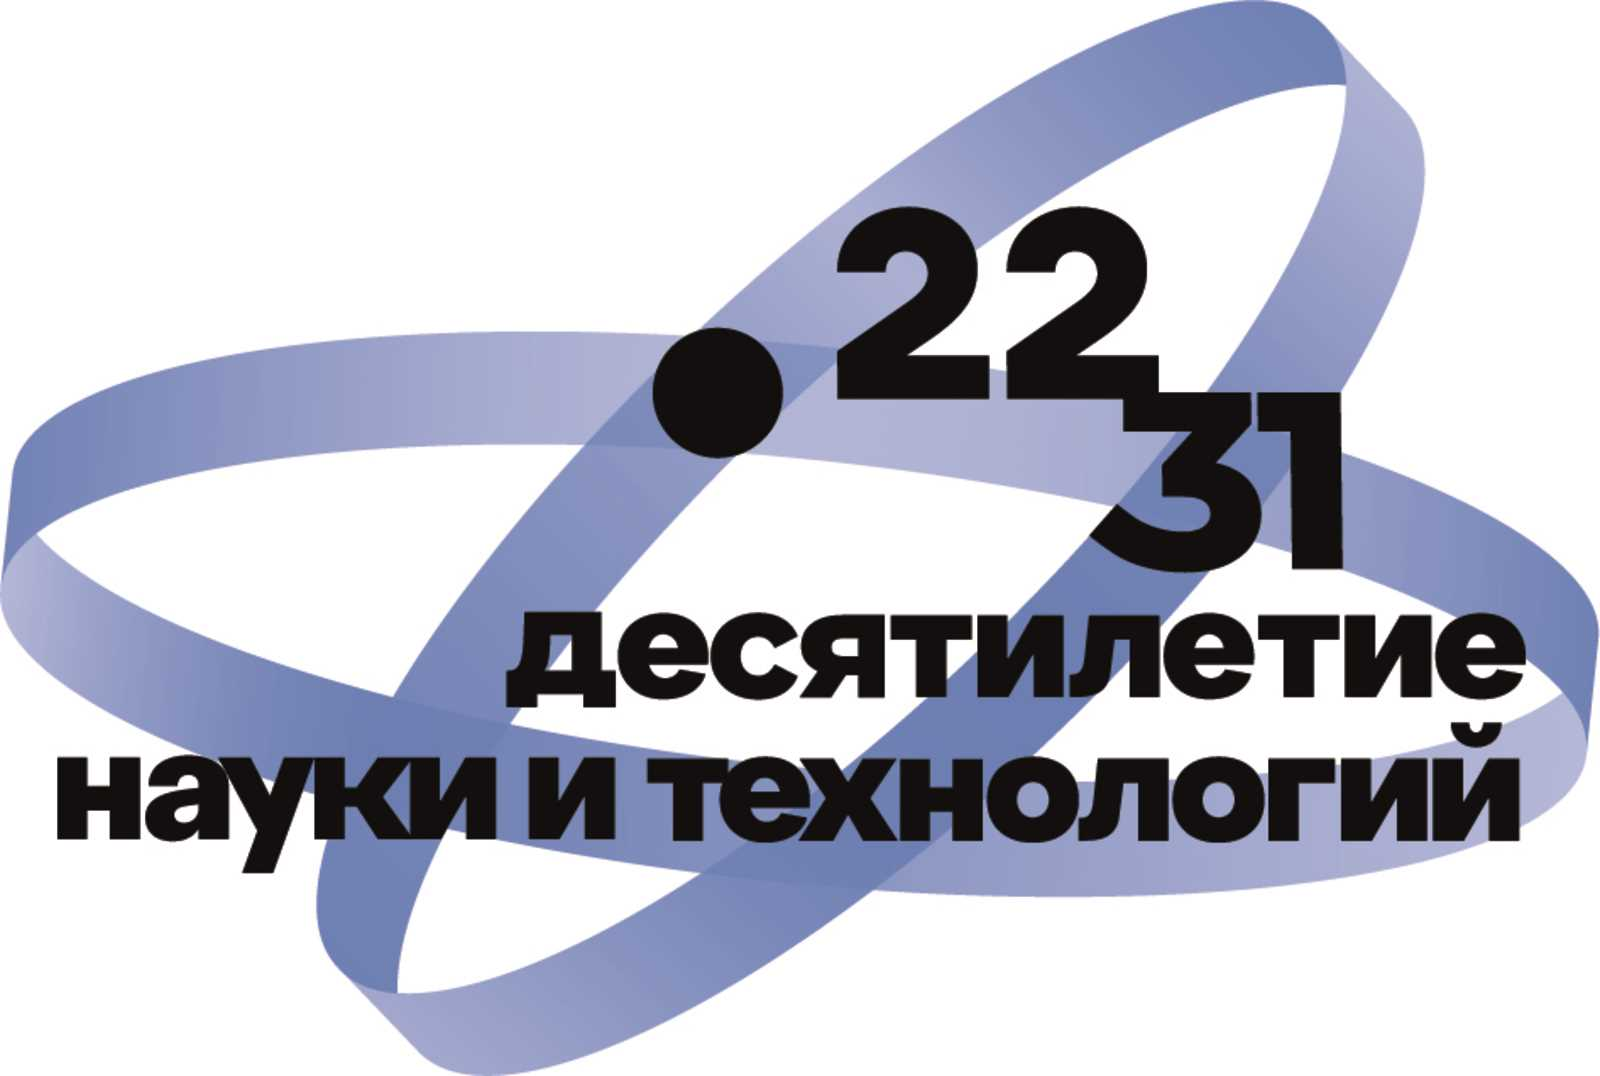 22
31
десятилетие
науки и технологий